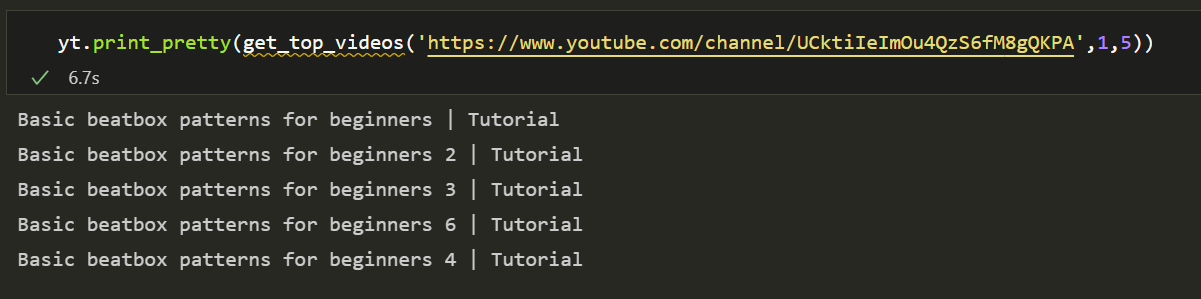 yt.print_pretty(get_top_videos('https://www.youtube.com/channel/UCktiIeImOu4QzS6fM8gQKPA',1,5))
6.7s
Basic beatbox patterns for beginners | Tutorial
Basic beatbox patterns for beginners 2 | Tutorial
Basic beatbox patterns for beginners 3 | Tutorial
Basic beatbox patterns for beginners 6 | Tutorial
Basic beatbox patterns for beginners 4 | Tutorial